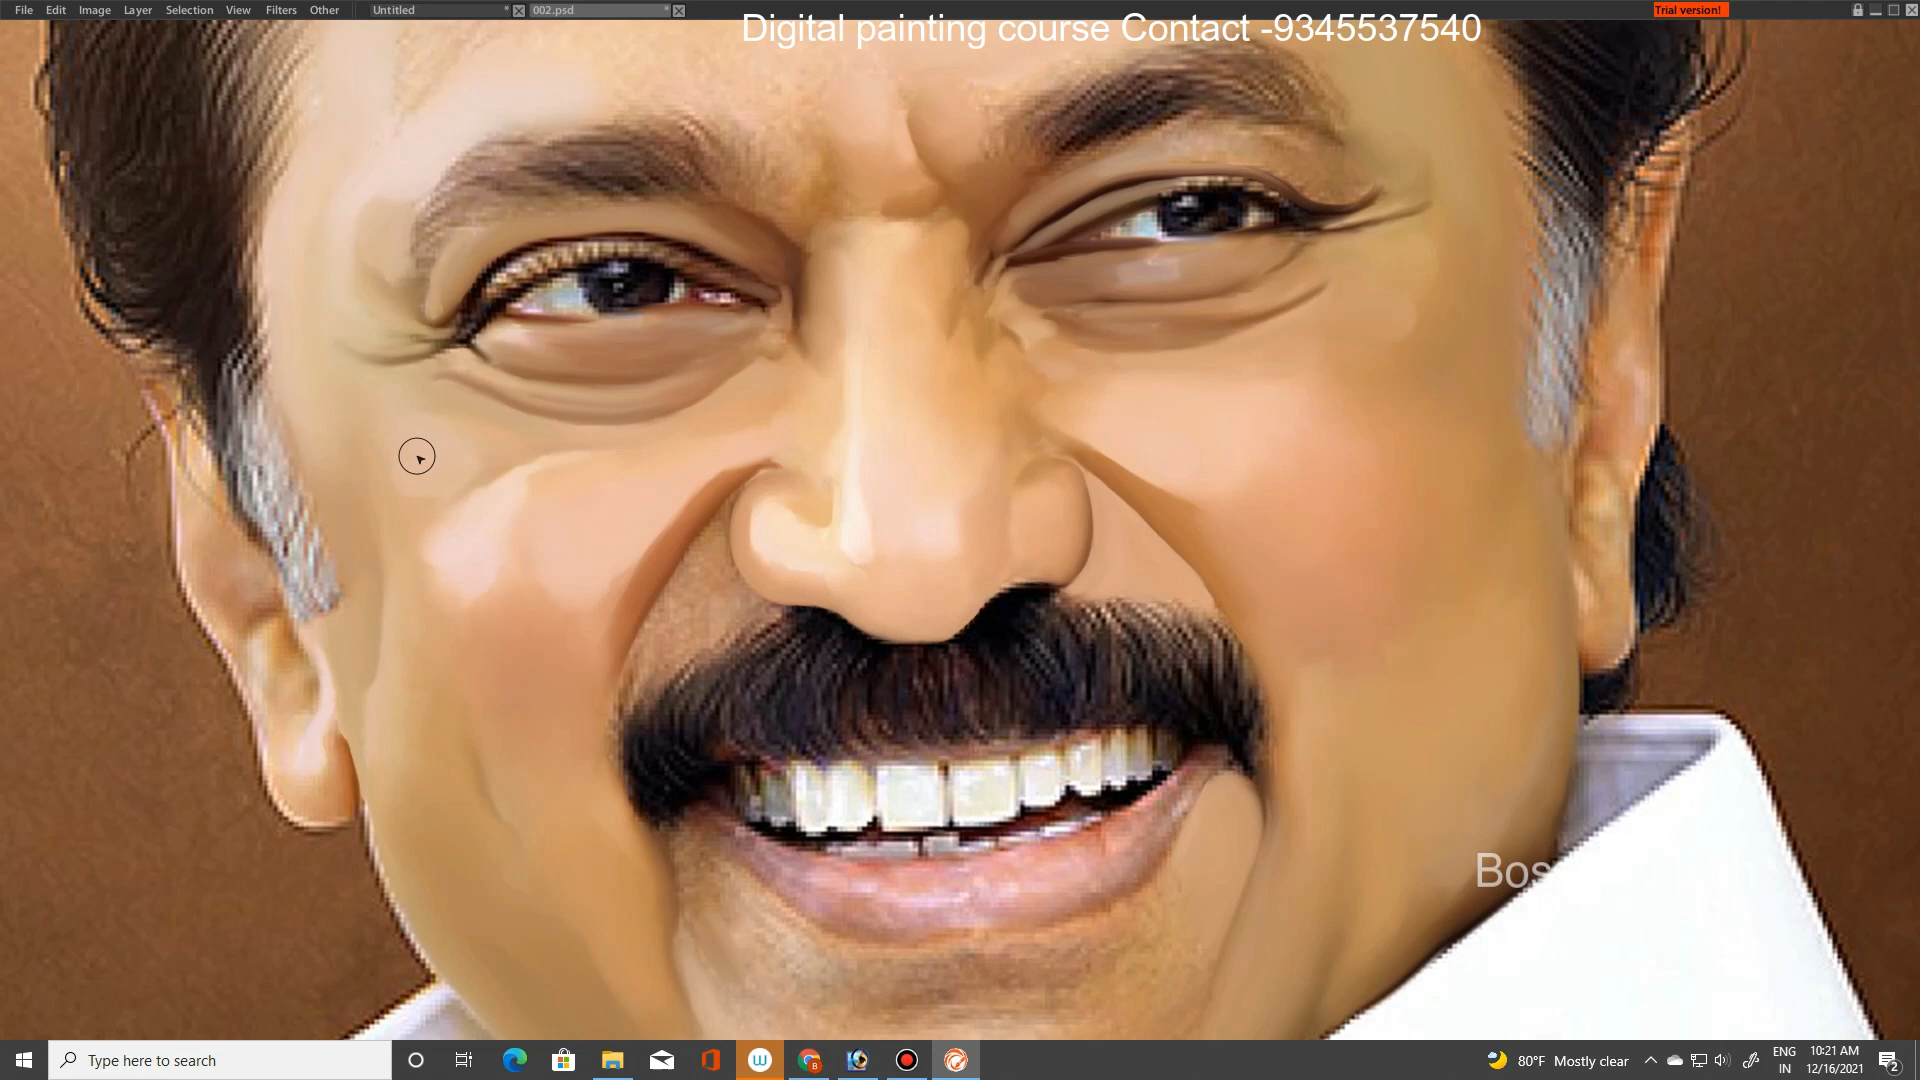 File Edit Image Layer Selection View Filters Other Untitled * 002.psd * Trial version!
Digital painting course Contact -9345537540
Bos
Type here to search
80°F Mostly clear
ENG
IN
10:21 AM
12/16/2021
2